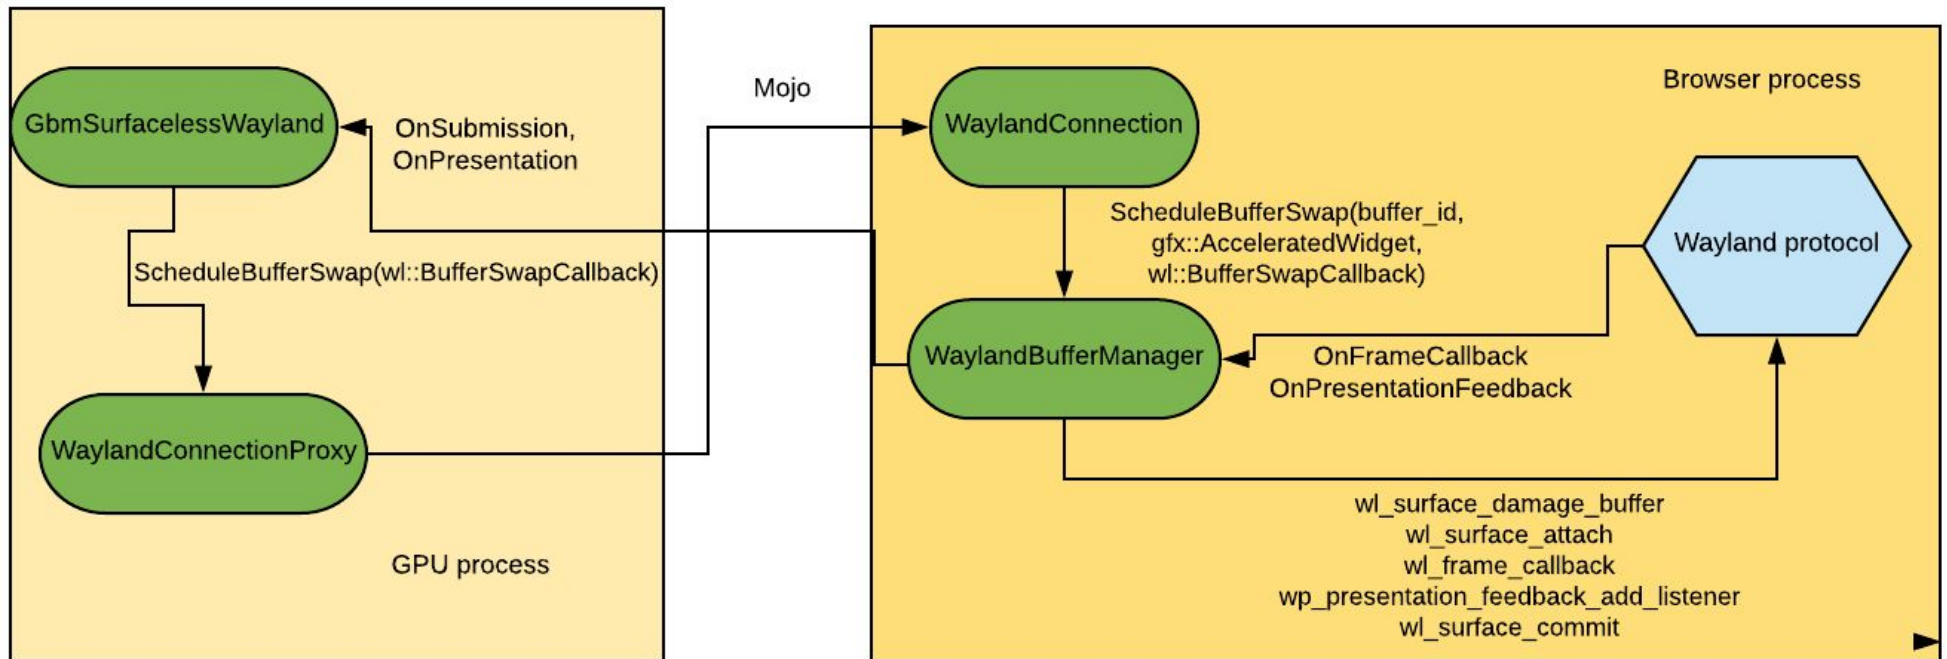 GbmSurfacelessWayland
OnSubmission,
OnPresentation
ScheduleBufferSwap(wl::BufferSwapCallback)
WaylandConnectionProxy
GPU process
Mojo
Browser process
WaylandConnection
ScheduleBufferSwap(buffer_id,
gfx::AcceleratedWidget,
wl::BufferSwapCallback)
Wayland protocol
WaylandBufferManager
OnFrameCallback
OnPresentationFeedback
wl_surface_damage_buffer
wl_surface_attach
wl_frame_callback
wp_presentation_feedback_add_listener
wl_surface_commit